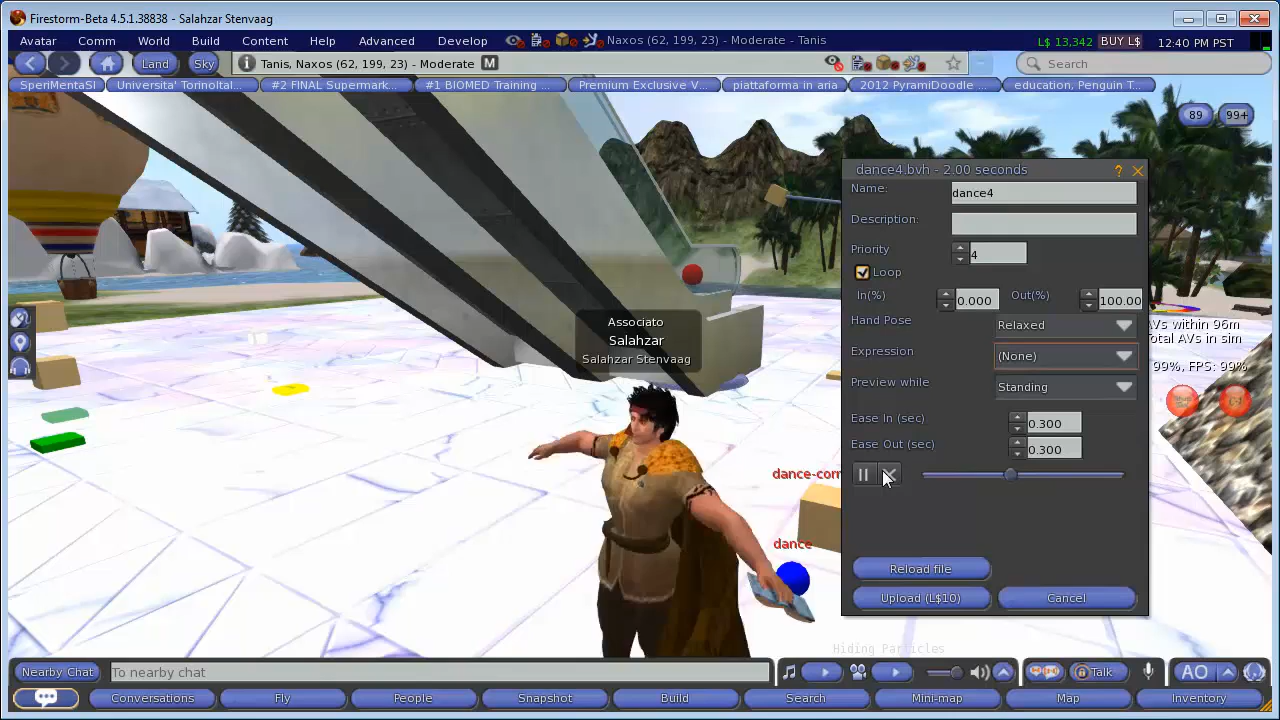 Firestorm-Beta 4.5.1.38838 - Salahzar Stenvaag
Avatar Comm World Build Content Help Advanced Develop Naxos (62, 199, 23) - Moderate - Tanis L$ 13,342 BUY L$ 12:40 PM PST
Land Sky Tanis, Naxos (62, 199, 23) - Moderate M Search
SperiMentaSI Universita' Torinoltal... #2 FINAL Supermark... #1 BIOMED Training ... Premium Exclusive V... piattaforma in aria 2012 PyramiDoodle ... education, Penguin T...
89 99+
dance4.bvh - 2.00 seconds ?
Name: dance4
Description:
Priority 4
Loop
In(%) 0.000 Out(%) 100.00
Hand Pose Relaxed
Expression (None)
Preview while Standing
Ease In (sec) 0.300
Ease Out (sec) 0.300
Reload file
Upload (L$10) Cancel
AVs within 96m
total AVs in sim
99%, FPS: 99%
Associato
Salahzar
Salahzar Stenvaag
dance-corr
dance
Hiding Particles
Nearby Chat To nearby chat Talk AO
Conversations Fly People Snapshot Build Search Mini-map Map Inventory